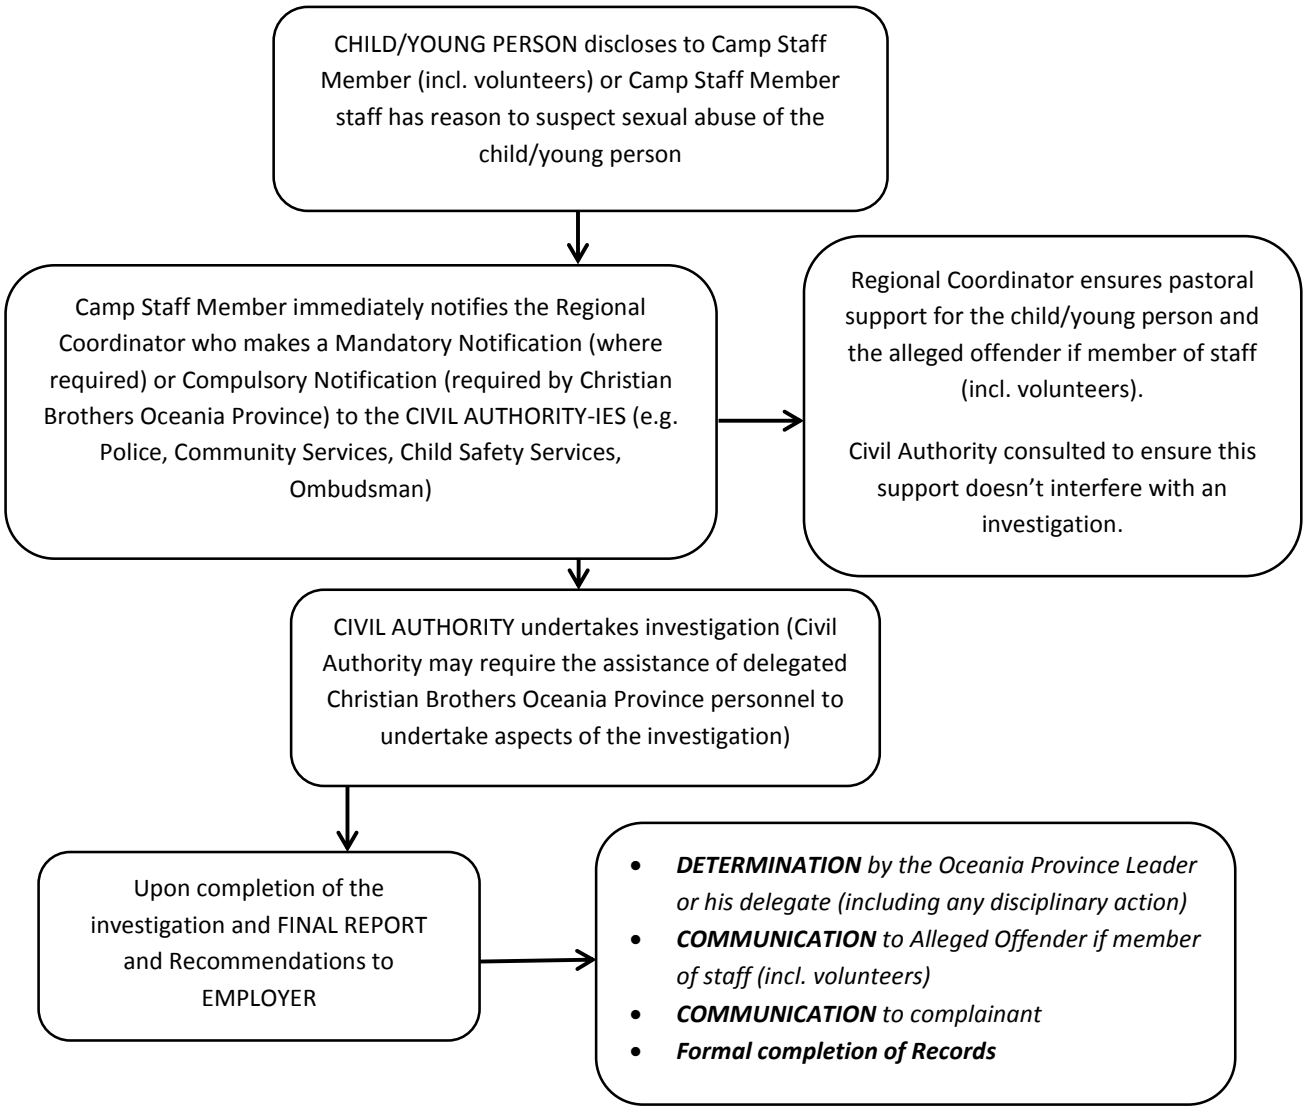 CHILD/YOUNG PERSON discloses to Camp Staff
Member (incl. volunteers) or Camp Staff Member
staff has reason to suspect sexual abuse of the
child/young person
Camp Staff Member immediately notifies the Regional
Coordinator who makes a Mandatory Notification (where
required) or Compulsory Notification (required by Christian
Brothers Oceania Province) to the CIVIL AUTHORITY-IES (e.g.
Police, Community Services, Child Safety Services,
Ombudsman)
Regional Coordinator ensures pastoral
support for the child/young person and
the alleged offender if member of staff
(incl. volunteers).
Civil Authority consulted to ensure this
support doesn’t interfere with an
investigation.
CIVIL AUTHORITY undertakes investigation (Civil
Authority may require the assistance of delegated
Christian Brothers Oceania Province personnel to
undertake aspects of the investigation)
Upon completion of the
investigation and FINAL REPORT
and Recommendations to
EMPLOYER
• DETERMINATION by the Oceania Province Leader
or his delegate (including any disciplinary action)
• COMMUNICATION to Alleged Offender if member
of staff (incl. volunteers)
• COMMUNICATION to complainant
• Formal completion of Records